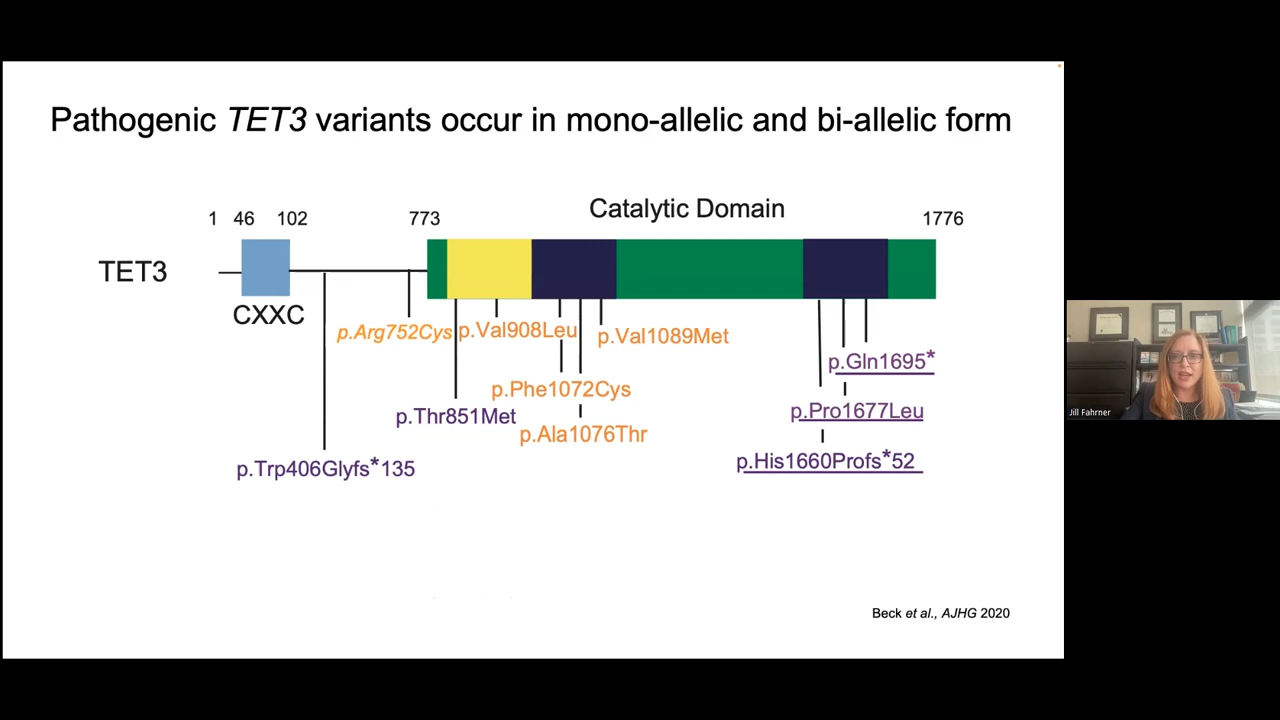 Pathogenic TET3 variants occur in mono-allelic and bi-allelic form
Catalytic Domain
1 46 102 773 1776
TET3
CXXC
p.Arg752Cys p.Val908Leu p.Val1089Met
p.Gln1695*
p.Phe1072Cys
p.Pro1677Leu
p.Thr851Met
p.Ala1076Thr
p.His1660Profs*52
p.Trp406Glyfs*135
Beck et al., AJHG 2020
Jill Fahrner